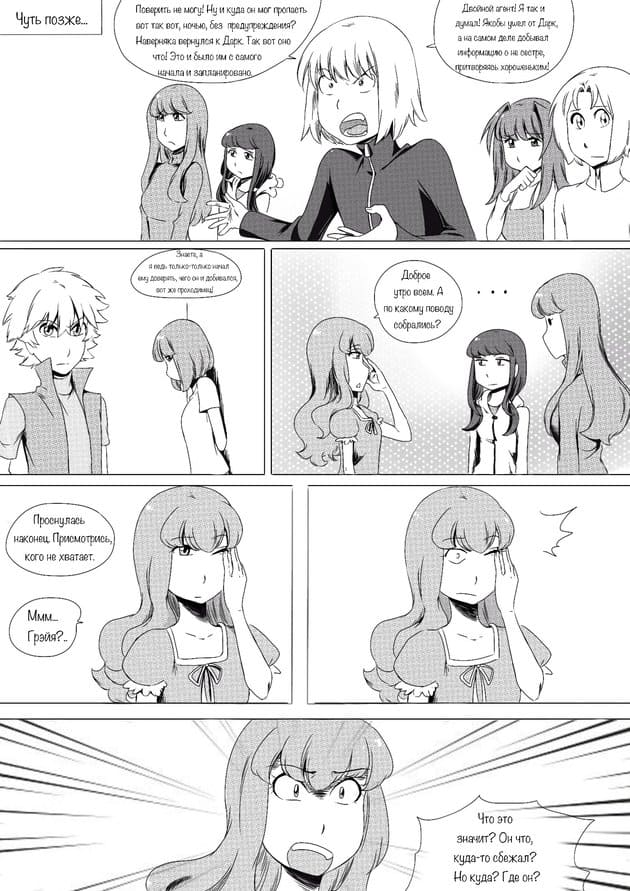 Чуть позже...
Поверить не могу! Ну и куда он мог пропасть
вот так вот, ночью, без предупреждения?
Наверняка вернулся к Дарк. Так вот оно
что! Это и было им с самого
начала и запланировано.
Двойной агент! Я так и
думал! Якобы ушел от Дарк,
а на самом деле добывал
информацию о не сестре,
притворяясь хорошеньким!
Знаете, а
я ведь только-только начал
ему доверять, чего он и добивался,
вот же проходимец!
Доброе
утро всем. А
по какому поводу
собрались?
...
Проснулась
наконец. Присмотрись,
кого не хватает.
Ммм...
Грэйя?..
Что это
значит? Он что,
куда-то сбежал?
Но куда? Где он?